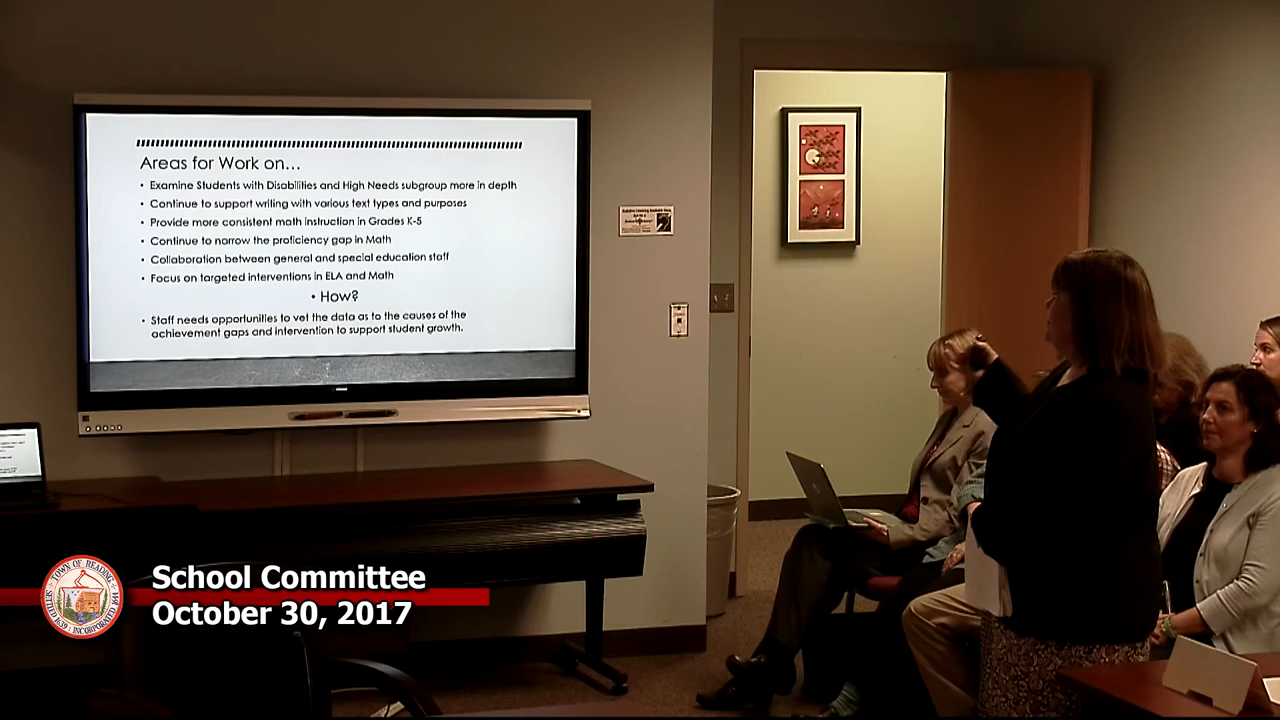 Areas for Work on...
• Examine Students with Disabilities and High Needs subgroup more in depth
• Continue to support writing with various text types and purposes
• Provide more consistent math instruction in Grades K-5
• Continue to narrow the proficiency gap in Math
• Collaboration between general and special education staff
• Focus on targeted interventions in ELA and Math
• How?
• Staff needs opportunities to vet the data as to the causes of the
achievement gaps and intervention to support student growth.
TOWN OF READING
SETTLED 1639 · INCORPORATED 1644
School Committee
October 30, 2017